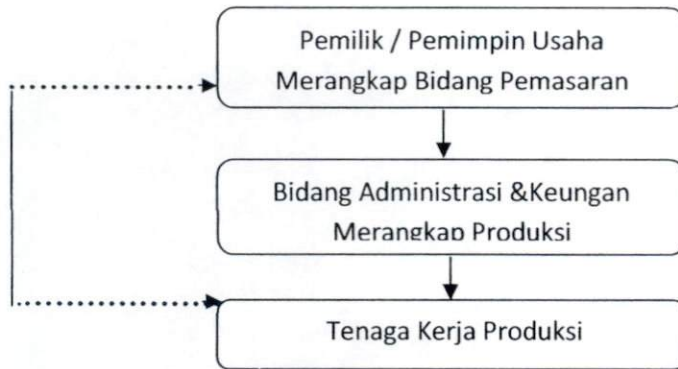 Pemilik / Pemimpin Usaha
Merangkap Bidang Pemasaran
Bidang Administrasi &Keungan
Merangkap Produksi
Tenaga Kerja Produksi